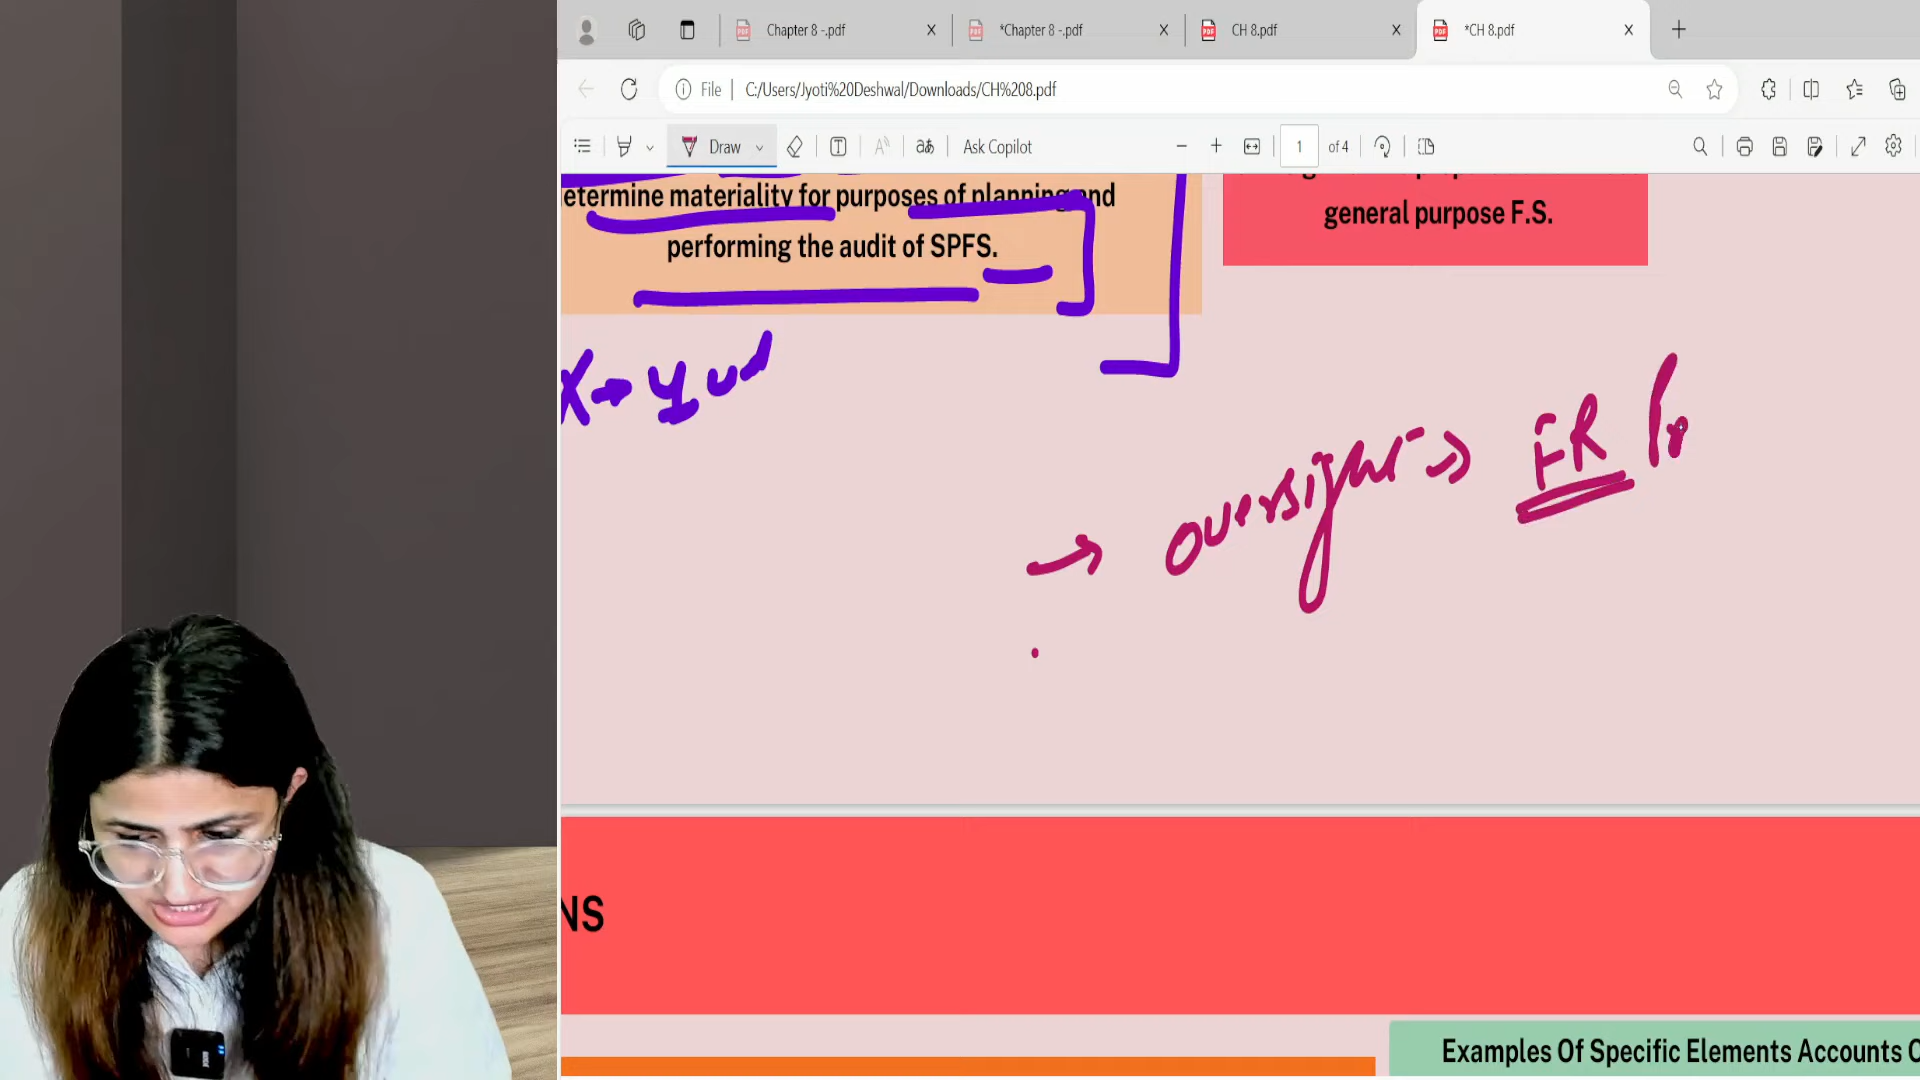 Chapter 8 -.pdf
*Chapter 8 -.pdf
CH 8.pdf
*CH 8.pdf
File
C:/Users/Jyoti%20Deshwal/Downloads/CH%208.pdf
Draw
Ask Copilot
1 of 4
etermine materiality for purposes of planning and
performing the audit of SPFS.
general purpose F.S.
X → y ud
→ oversight → FR Pr
NS
Examples Of Specific Elements Accounts O